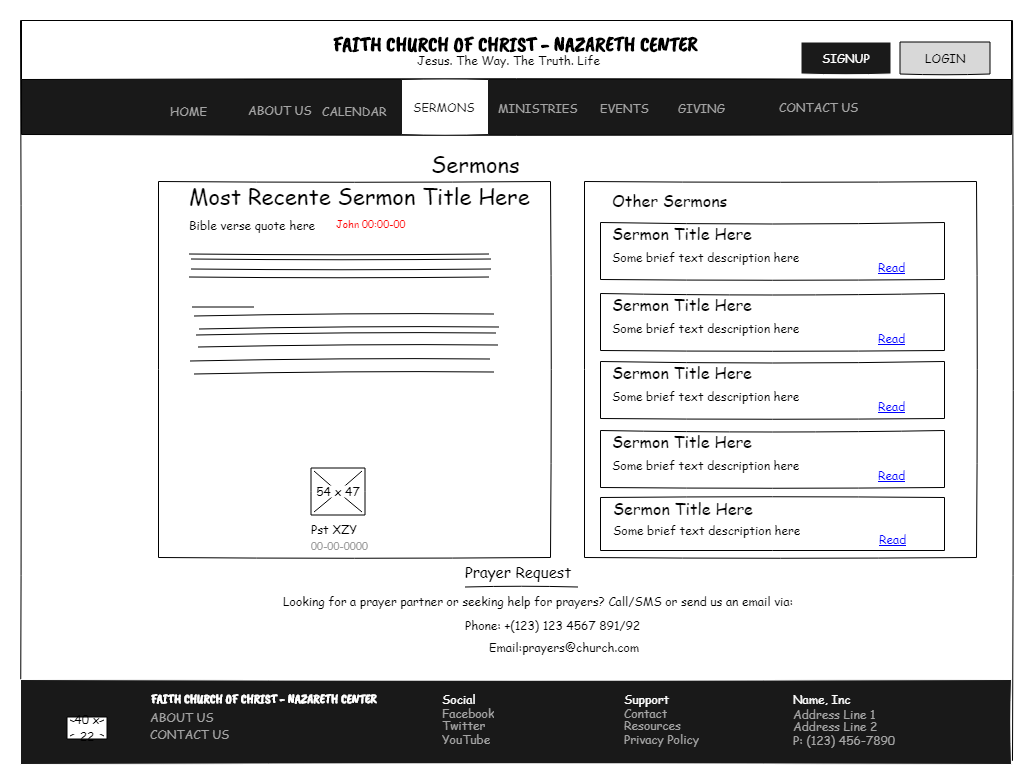 FAITH CHURCH OF CHRIST - NAZARETH CENTER
Jesus. The Way. The Truth. Life
SIGNUP
LOGIN
HOME ABOUT US CALENDAR SERMONS MINISTRIES EVENTS GIVING CONTACT US
Sermons
Most Recente Sermon Title Here
Bible verse quote here John 00:00-00
54 x 47
Pst XZY
00-00-0000
Other Sermons
Sermon Title Here
Some brief text description here
Read
Sermon Title Here
Some brief text description here
Read
Sermon Title Here
Some brief text description here
Read
Sermon Title Here
Some brief text description here
Read
Sermon Title Here
Some brief text description here
Read
Prayer Request
Looking for a prayer partner or seeking help for prayers? Call/SMS or send us an email via:
Phone: +(123) 123 4567 891/92
Email:prayers@church.com
40 x
22
FAITH CHURCH OF CHRIST - NAZARETH CENTER
ABOUT US
CONTACT US
Social
Facebook
Twitter
YouTube
Support
Contact
Resources
Privacy Policy
Name, Inc
Address Line 1
Address Line 2
P: (123) 456-7890